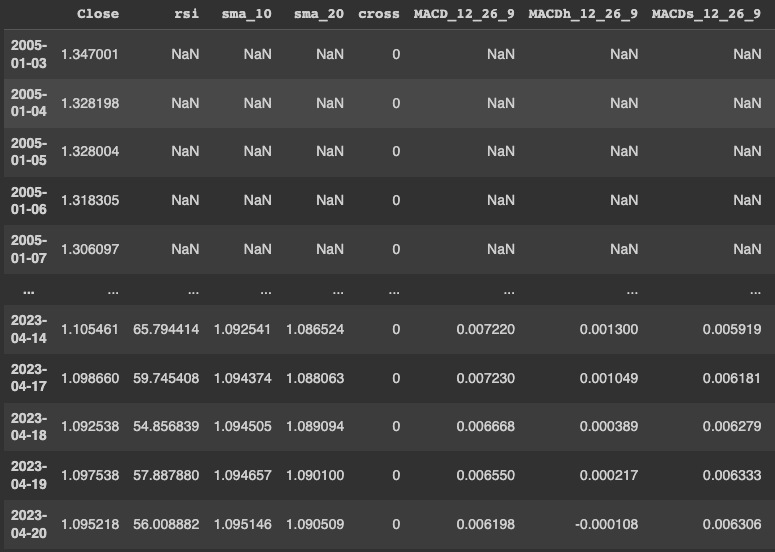 Close rsi sma_10 sma_20 cross MACD_12_26_9 MACDh_12_26_9 MACDs_12_26_9
2005-
01-03 1.347001 NaN NaN NaN 0 NaN NaN NaN
2005-
01-04 1.328198 NaN NaN NaN 0 NaN NaN NaN
2005-
01-05 1.328004 NaN NaN NaN 0 NaN NaN NaN
2005-
01-06 1.318305 NaN NaN NaN 0 NaN NaN NaN
2005-
01-07 1.306097 NaN NaN NaN 0 NaN NaN NaN
... ... ... ... ... ... ... ... ...
2023-
04-14 1.105461 65.794414 1.092541 1.086524 0 0.007220 0.001300 0.005919
2023-
04-17 1.098660 59.745408 1.094374 1.088063 0 0.007230 0.001049 0.006181
2023-
04-18 1.092538 54.856839 1.094505 1.089094 0 0.006668 0.000389 0.006279
2023-
04-19 1.097538 57.887880 1.094657 1.090100 0 0.006550 0.000217 0.006333
2023-
04-20 1.095218 56.008882 1.095146 1.090509 0 0.006198 -0.000108 0.006306